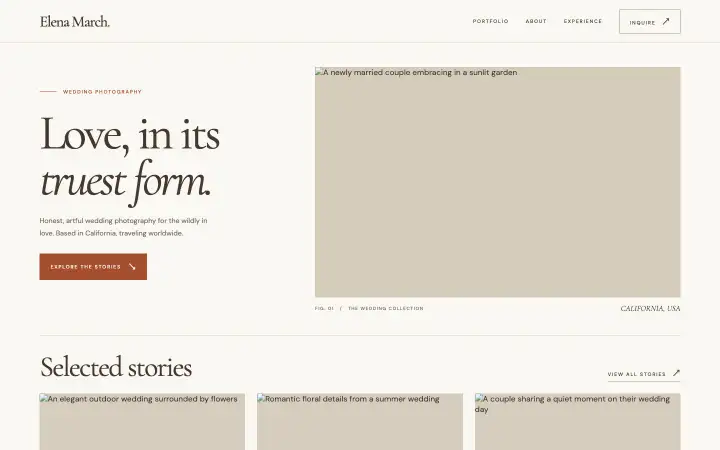 Elena March.
PORTFOLIO
ABOUT
EXPERIENCE
INQUIRE
WEDDING PHOTOGRAPHY
Love, in its
truest form.
Honest, artful wedding photography for the wildly in
love. Based in California, traveling worldwide.
EXPLORE THE STORIES
A newly married couple embracing in a sunlit garden
FIG. 01 / THE WEDDING COLLECTION
CALIFORNIA, USA
Selected stories
VIEW ALL STORIES
An elegant outdoor wedding surrounded by flowers
Romantic floral details from a summer wedding
A couple sharing a quiet moment on their wedding
day